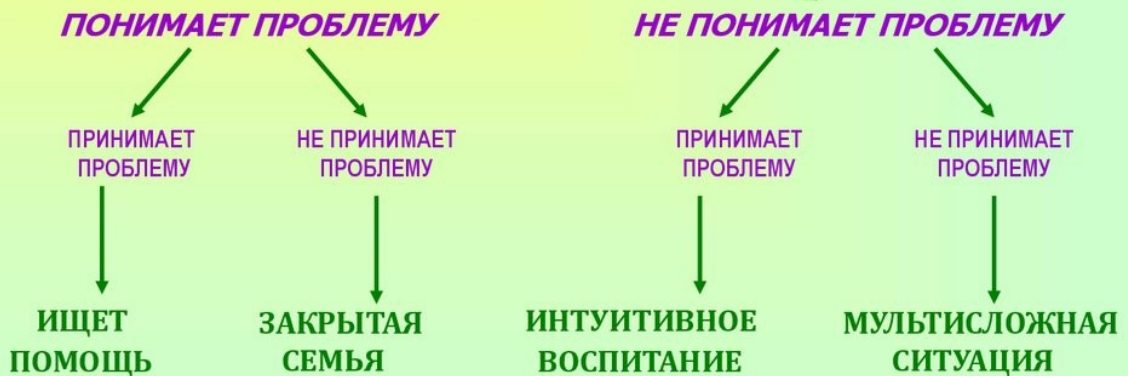 ПОНИМАЕТ ПРОБЛЕМУ
НЕ ПОНИМАЕТ ПРОБЛЕМУ
ПРИНИМАЕТ
ПРОБЛЕМУ
НЕ ПРИНИМАЕТ
ПРОБЛЕМУ
ПРИНИМАЕТ
ПРОБЛЕМУ
НЕ ПРИНИМАЕТ
ПРОБЛЕМУ
ИЩЕТ
ПОМОЩЬ
ЗАКРЫТАЯ
СЕМЬЯ
ИНТУИТИВНОЕ
ВОСПИТАНИЕ
МУЛЬТИСЛОЖНАЯ
СИТУАЦИЯ